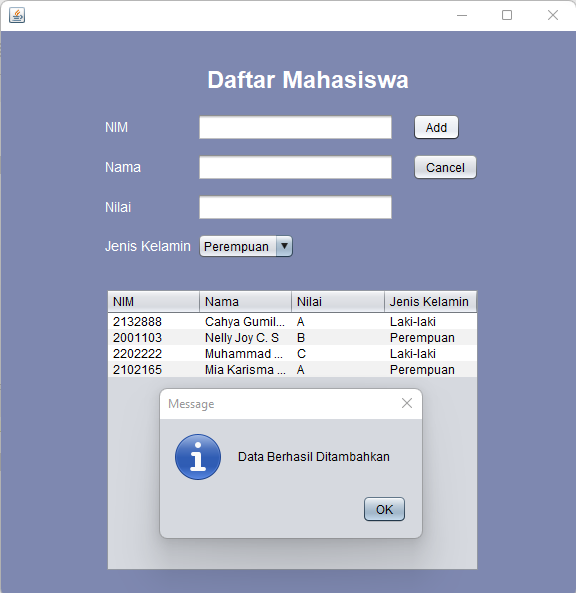 Daftar Mahasiswa
NIM
Add
Nama
Cancel
Nilai
Jenis Kelamin Perempuan
NIM Nama Nilai Jenis Kelamin
2132888 Cahya Gumil... A Laki-laki
2001103 Nelly Joy C. S B Perempuan
2202222 Muhammad ... C Laki-laki
2102165 Mia Karisma ... A Perempuan
Message
Data Berhasil Ditambahkan
OK